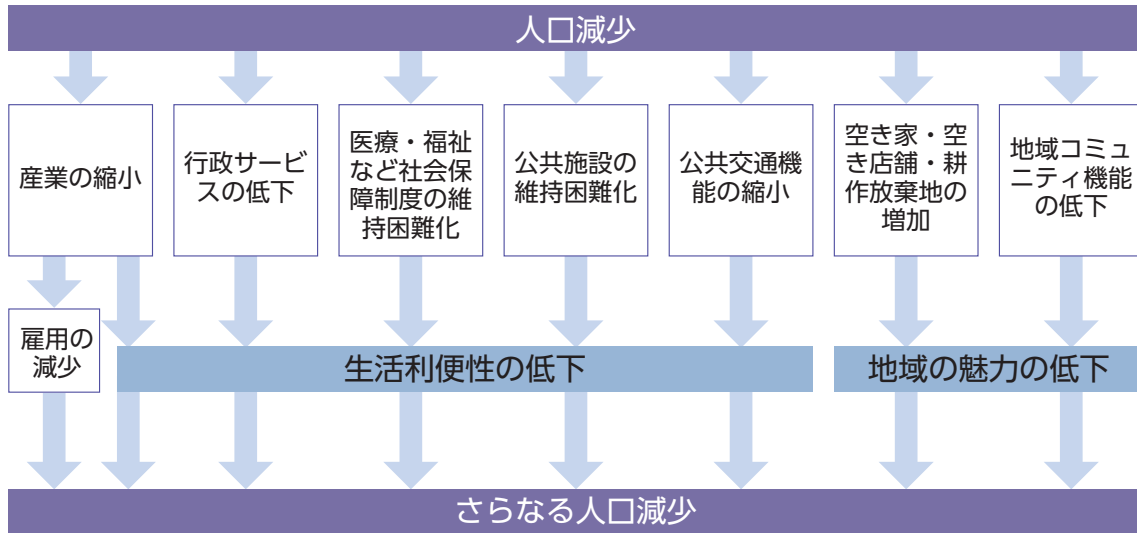 人口減少
産業の縮小
行政サービ
スの低下
医療・福祉
など社会保
障制度の維
持困難化
公共施設の
維持困難化
公共交通機
能の縮小
空き家・空
き店舗・耕
作放棄地の
増加
地域コミュ
ニティ機能
の低下
雇用の
減少
生活利便性の低下
地域の魅力の低下
さらなる人口減少